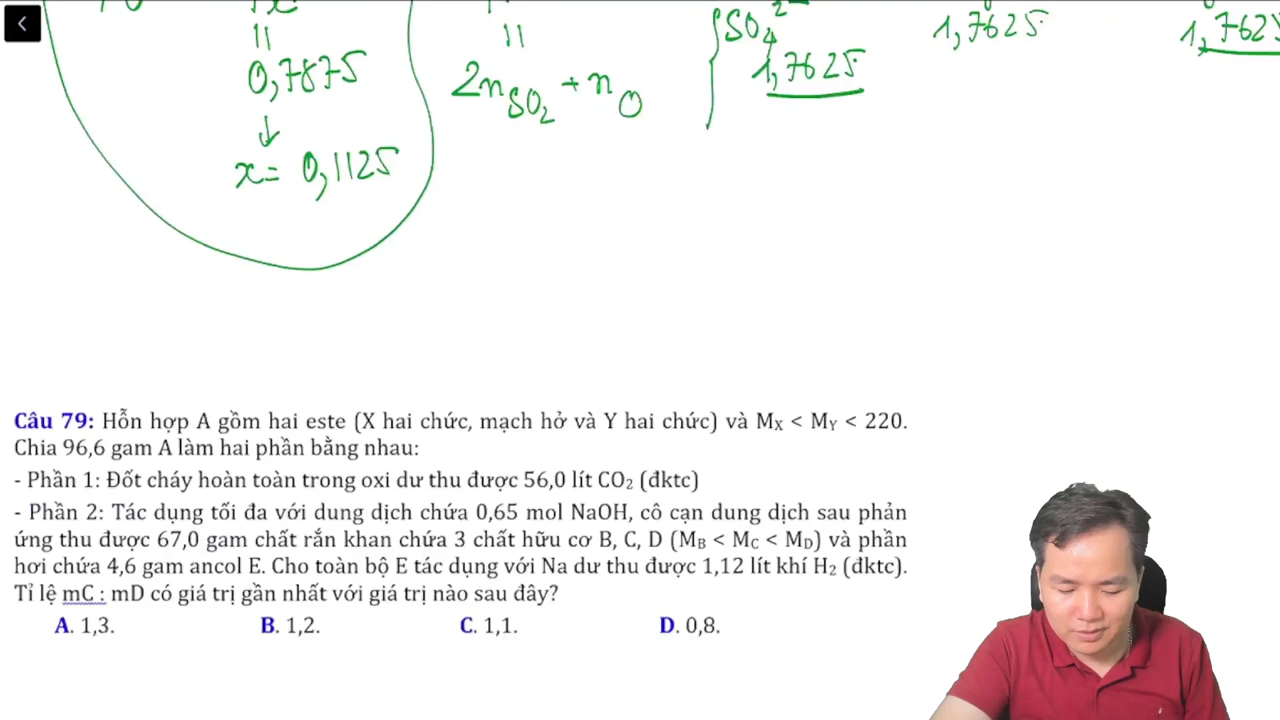 SO₄²⁻ 1,7625 1,7625
||
||
0,7875
2n_SO₂ + n_O
1,7625
↓
x = 0,1125
Câu 79: Hỗn hợp A gồm hai este (X hai chức, mạch hở và Y hai chức) và Mₓ < Mᵧ < 220.
Chia 96,6 gam A làm hai phần bằng nhau:
- Phần 1: Đốt cháy hoàn toàn trong oxi dư thu được 56,0 lít CO₂ (đktc)
- Phần 2: Tác dụng tối đa với dung dịch chứa 0,65 mol NaOH, cô cạn dung dịch sau phản
ứng thu được 67,0 gam chất rắn khan chứa 3 chất hữu cơ B, C, D (M_B < M_C < M_D) và phần
hơi chứa 4,6 gam ancol E. Cho toàn bộ E tác dụng với Na dư thu được 1,12 lít khí H₂ (đktc).
Tỉ lệ mC : mD có giá trị gần nhất với giá trị nào sau đây?
A. 1,3. B. 1,2. C. 1,1. D. 0,8.